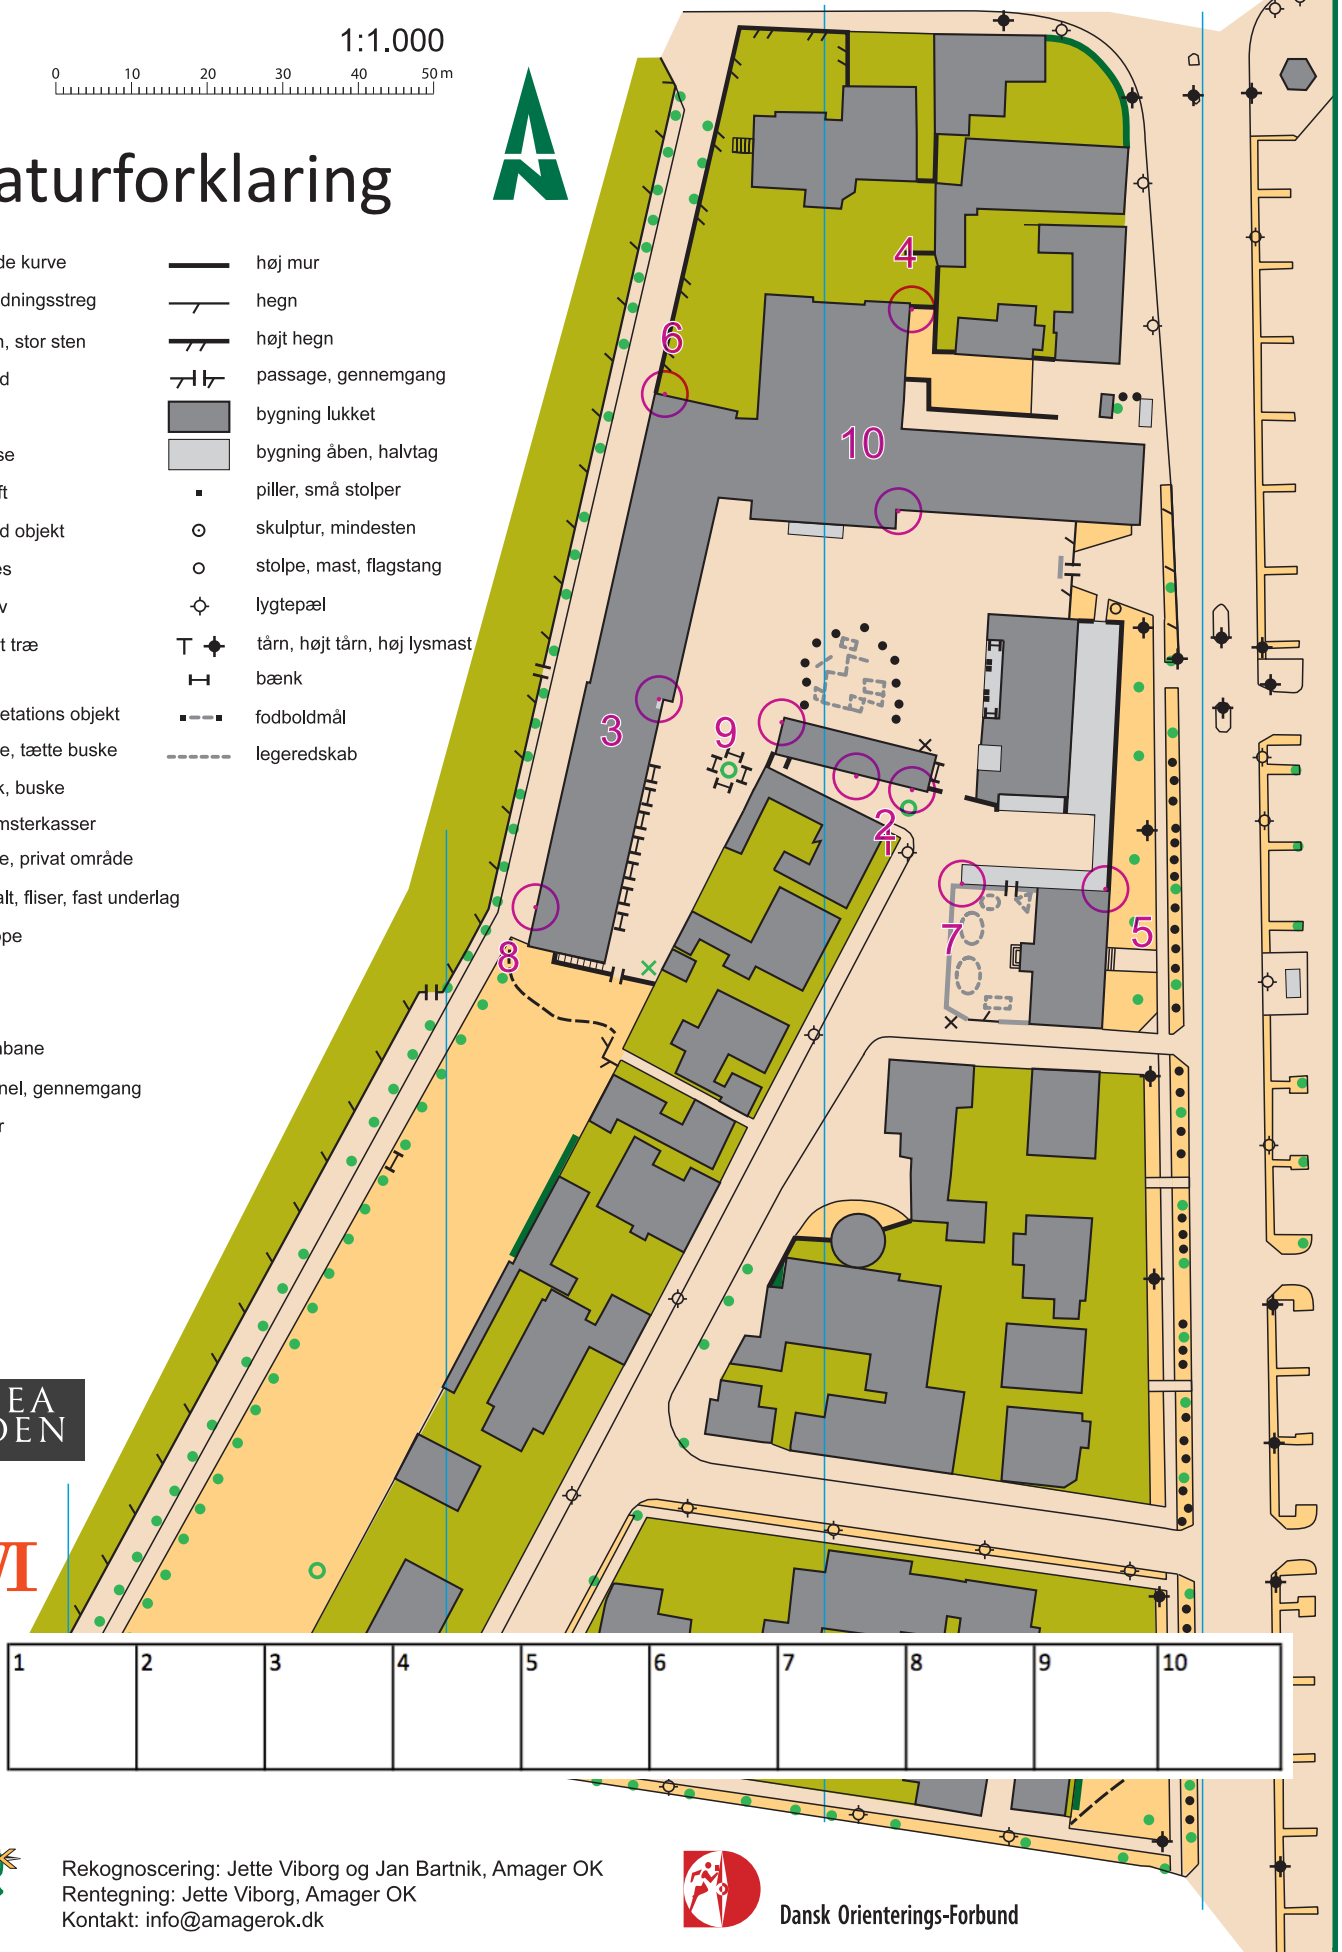 1:1.000
0 10 20 30 40 50 m
aturforklaring
de kurve
dningsstreg
n, stor sten
d
se
ft
d objekt
es
v
t træ
etations objekt
e, tætte buske
k, buske
msterkasser
e, privat område
alt, fliser, fast underlag
ppe
nbane
nel, gennemgang
r
høj mur
hegn
højt hegn
passage, gennemgang
bygning lukket
bygning åben, halvtag
piller, små stolper
skulptur, mindesten
stolpe, mast, flagstang
lygtepæl
tårn, højt tårn, høj lysmast
bænk
fodboldmål
legeredskab
N
4
6
10
3
9
2
7
5
8
EA
DEN
VI
1 2 3 4 5 6 7 8 9 10
Rekognoscering: Jette Viborg og Jan Bartnik, Amager OK
Rentegning: Jette Viborg, Amager OK
Kontakt: info@amagerok.dk
Dansk Orienterings-Forbund